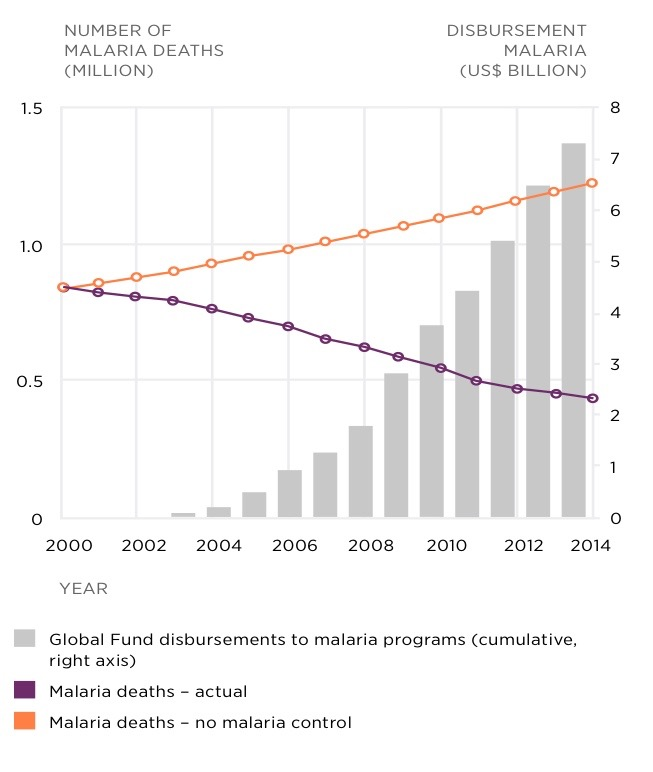 NUMBER OF
MALARIA DEATHS
(MILLION)
DISBURSEMENT
MALARIA
(US$ BILLION)
1.5
1.0
0.5
0
8
7
6
5
4
3
2
1
0
2000 2002 2004 2006 2008 2010 2012 2014
YEAR
Global Fund disbursements to malaria programs (cumulative,
right axis)
Malaria deaths – actual
Malaria deaths – no malaria control